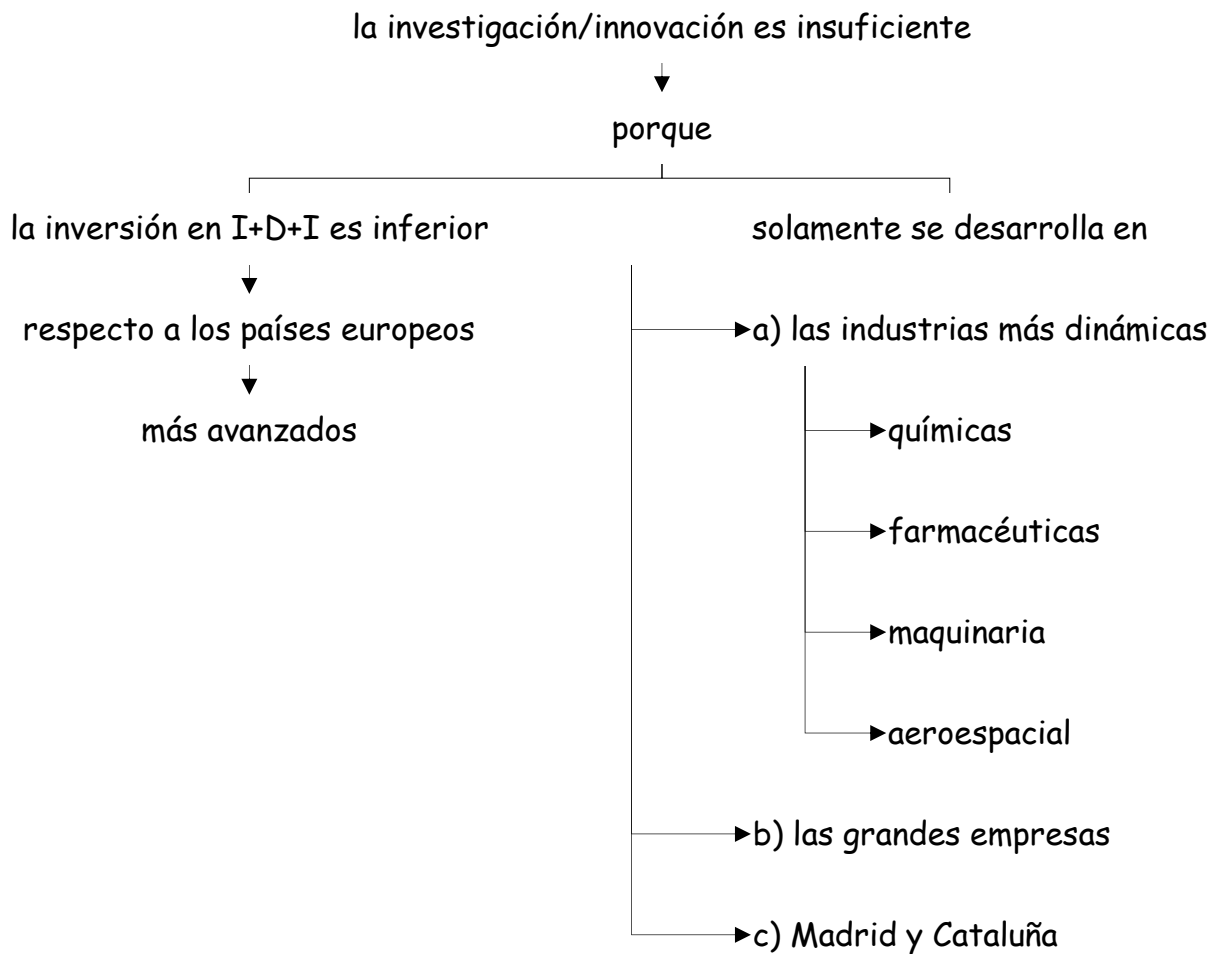 la investigación/innovación es insuficiente
porque
la inversión en I+D+I es inferior
respecto a los países europeos
más avanzados
solamente se desarrolla en
a) las industrias más dinámicas
químicas
farmacéuticas
maquinaria
aeroespacial
b) las grandes empresas
c) Madrid y Cataluña